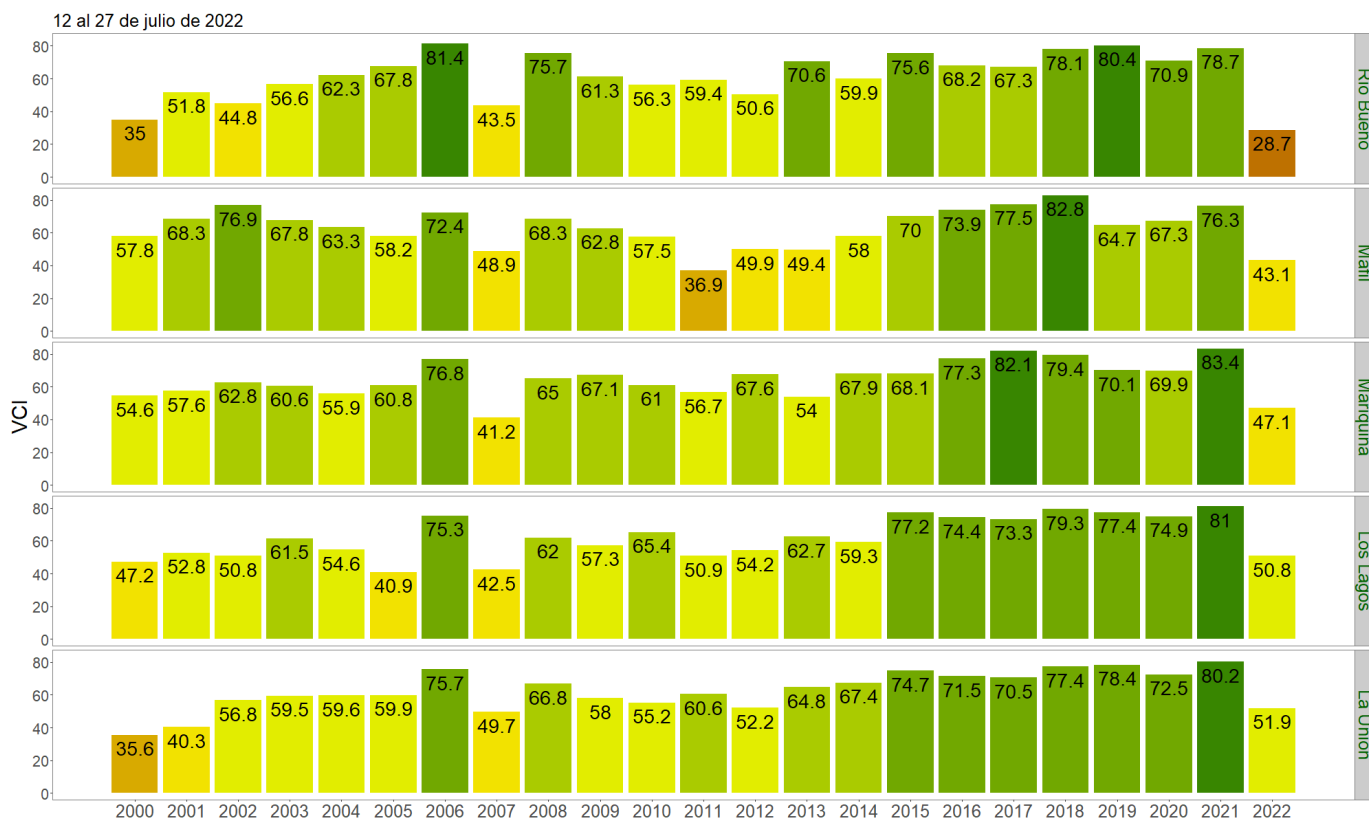 12 al 27 de julio de 2022
VCI
80
60
40
20
0
35 51.8 44.8 56.6 62.3 67.8 81.4 43.5 75.7 61.3 56.3 59.4 50.6 70.6 59.9 75.6 68.2 67.3 78.1 80.4 70.9 78.7 28.7
Río Bueno
80
60
40
20
0
57.8 68.3 76.9 67.8 63.3 58.2 72.4 48.9 68.3 62.8 57.5 36.9 49.9 49.4 58 70 73.9 77.5 82.8 64.7 67.3 76.3 43.1
Máfil
80
60
40
20
0
54.6 57.6 62.8 60.6 55.9 60.8 76.8 41.2 65 67.1 61 56.7 67.6 54 67.9 68.1 77.3 82.1 79.4 70.1 69.9 83.4 47.1
Mariquina
80
60
40
20
0
47.2 52.8 50.8 61.5 54.6 40.9 75.3 42.5 62 57.3 65.4 50.9 54.2 62.7 59.3 77.2 74.4 73.3 79.3 77.4 74.9 81 50.8
Los Lagos
80
60
40
20
0
35.6 40.3 56.8 59.5 59.6 59.9 75.7 49.7 66.8 58 55.2 60.6 52.2 64.8 67.4 74.7 71.5 70.5 77.4 78.4 72.5 80.2 51.9
La Unión
2000 2001 2002 2003 2004 2005 2006 2007 2008 2009 2010 2011 2012 2013 2014 2015 2016 2017 2018 2019 2020 2021 2022